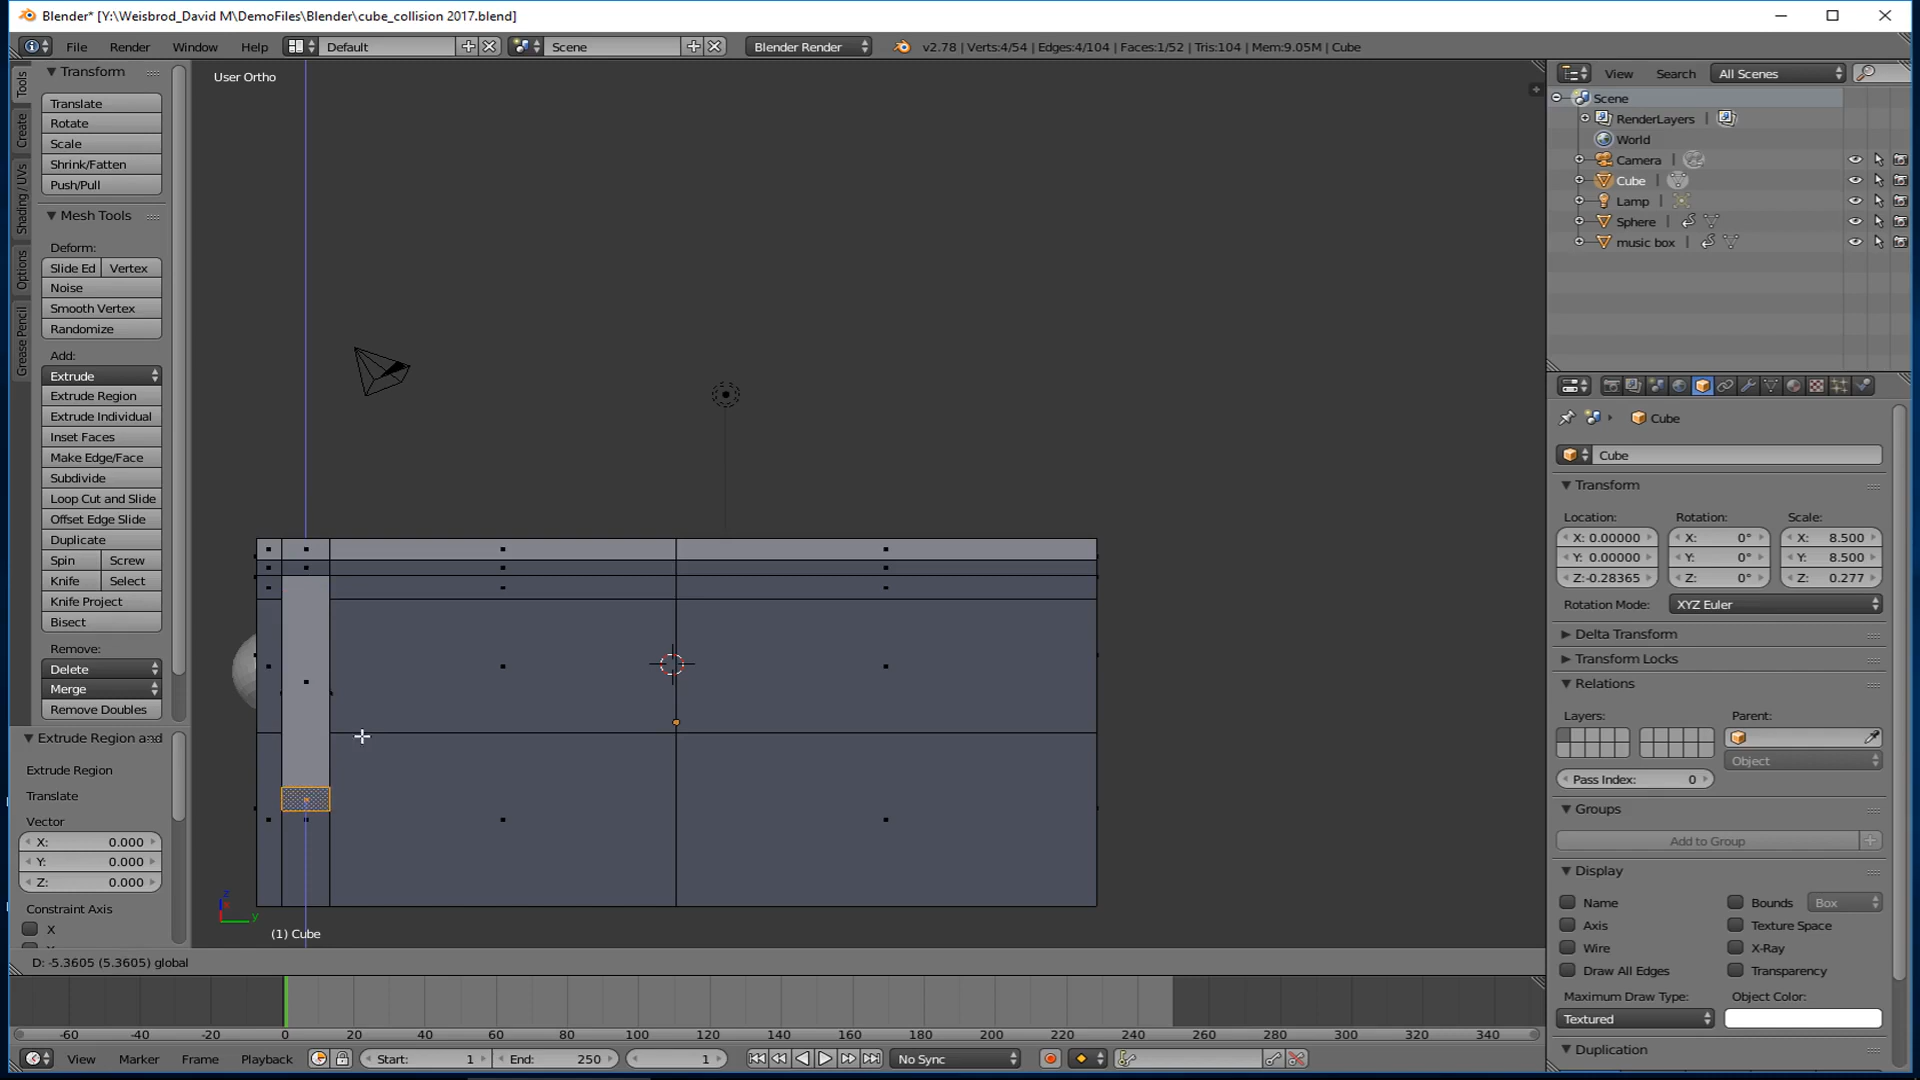 Blender* [Y:\Weisbrod_David M\DemoFiles\Blender\cube_collision 2017.blend]
File Render Window Help Default Scene Blender Render v2.78 | Verts:4/54 | Edges:4/104 | Faces:1/52 | Tris:104 | Mem:9.05M | Cube
Tools
Create
Shading / UVs
Options
Grease Pencil
Transform
Translate
Rotate
Scale
Shrink/Fatten
Push/Pull
Mesh Tools
Deform:
Slide Ed Vertex
Noise
Smooth Vertex
Randomize
Add:
Extrude
Extrude Region
Extrude Individual
Inset Faces
Make Edge/Face
Subdivide
Loop Cut and Slide
Offset Edge Slide
Duplicate
Spin Screw
Knife Select
Knife Project
Bisect
Remove:
Delete
Merge
Remove Doubles
Extrude Region and
Extrude Region
Translate
Vector
X: 0.000
Y: 0.000
Z: 0.000
Constraint Axis
X
User Ortho
z
y
(1) Cube
D: -5.3605 (5.3605) global
View Search All Scenes
Scene
RenderLayers |
World
Camera |
Cube |
Lamp |
Sphere |
music box |
Cube
Cube
Transform
Location: Rotation: Scale:
X: 0.00000 X: 0° X: 8.500
Y: 0.00000 Y: 0° Y: 8.500
Z:-0.28365 Z: 0° Z: 0.277
Rotation Mode: XYZ Euler
Delta Transform
Transform Locks
Relations
Layers: Parent:
Object
Pass Index: 0
Groups
Add to Group
Display
Name Bounds Box
Axis Texture Space
Wire X-Ray
Draw All Edges Transparency
Maximum Draw Type: Object Color:
Textured
Duplication
-60 -40 -20 0 20 40 60 80 100 120 140 160 180 200 220 240 260 280 300 320 340
View Marker Frame Playback Start: 1 End: 250 1 No Sync